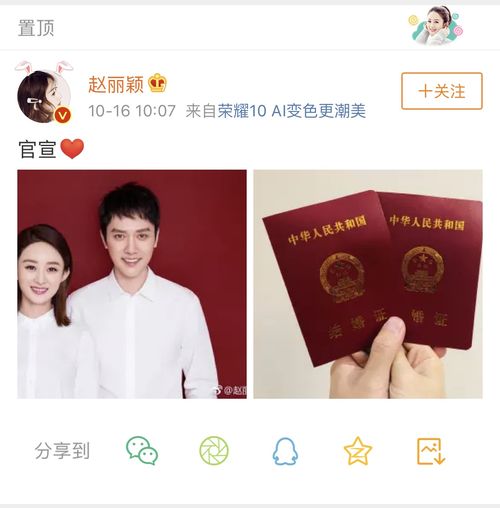 置顶
赵丽颖
10-16 10:07 来自荣耀10 AI变色更潮美
十关注
官宣
中华人民共和国
结婚证
中华人民共和国
婚证
@赵丽
分享到